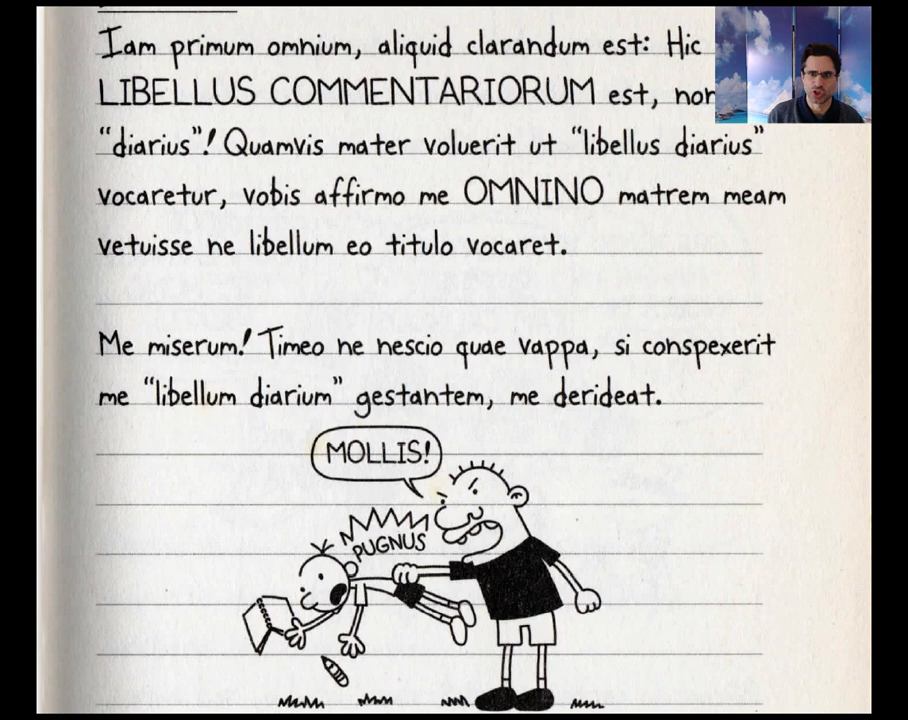 Iam primum omnium, aliquid clarandum est: Hic
LIBELLUS COMMENTARIORUM est, non
"diarius"! Quamvis mater voluerit ut "libellus diarius"
vocaretur, vobis affirmo me OMNINO matrem meam
vetuisse ne libellum eo titulo vocaret.
Me miserum! Timeo ne nescio quae vappa, si conspexerit
me "libellum diarium" gestantem, me derideat.
MOLLIS!
PUGNUS